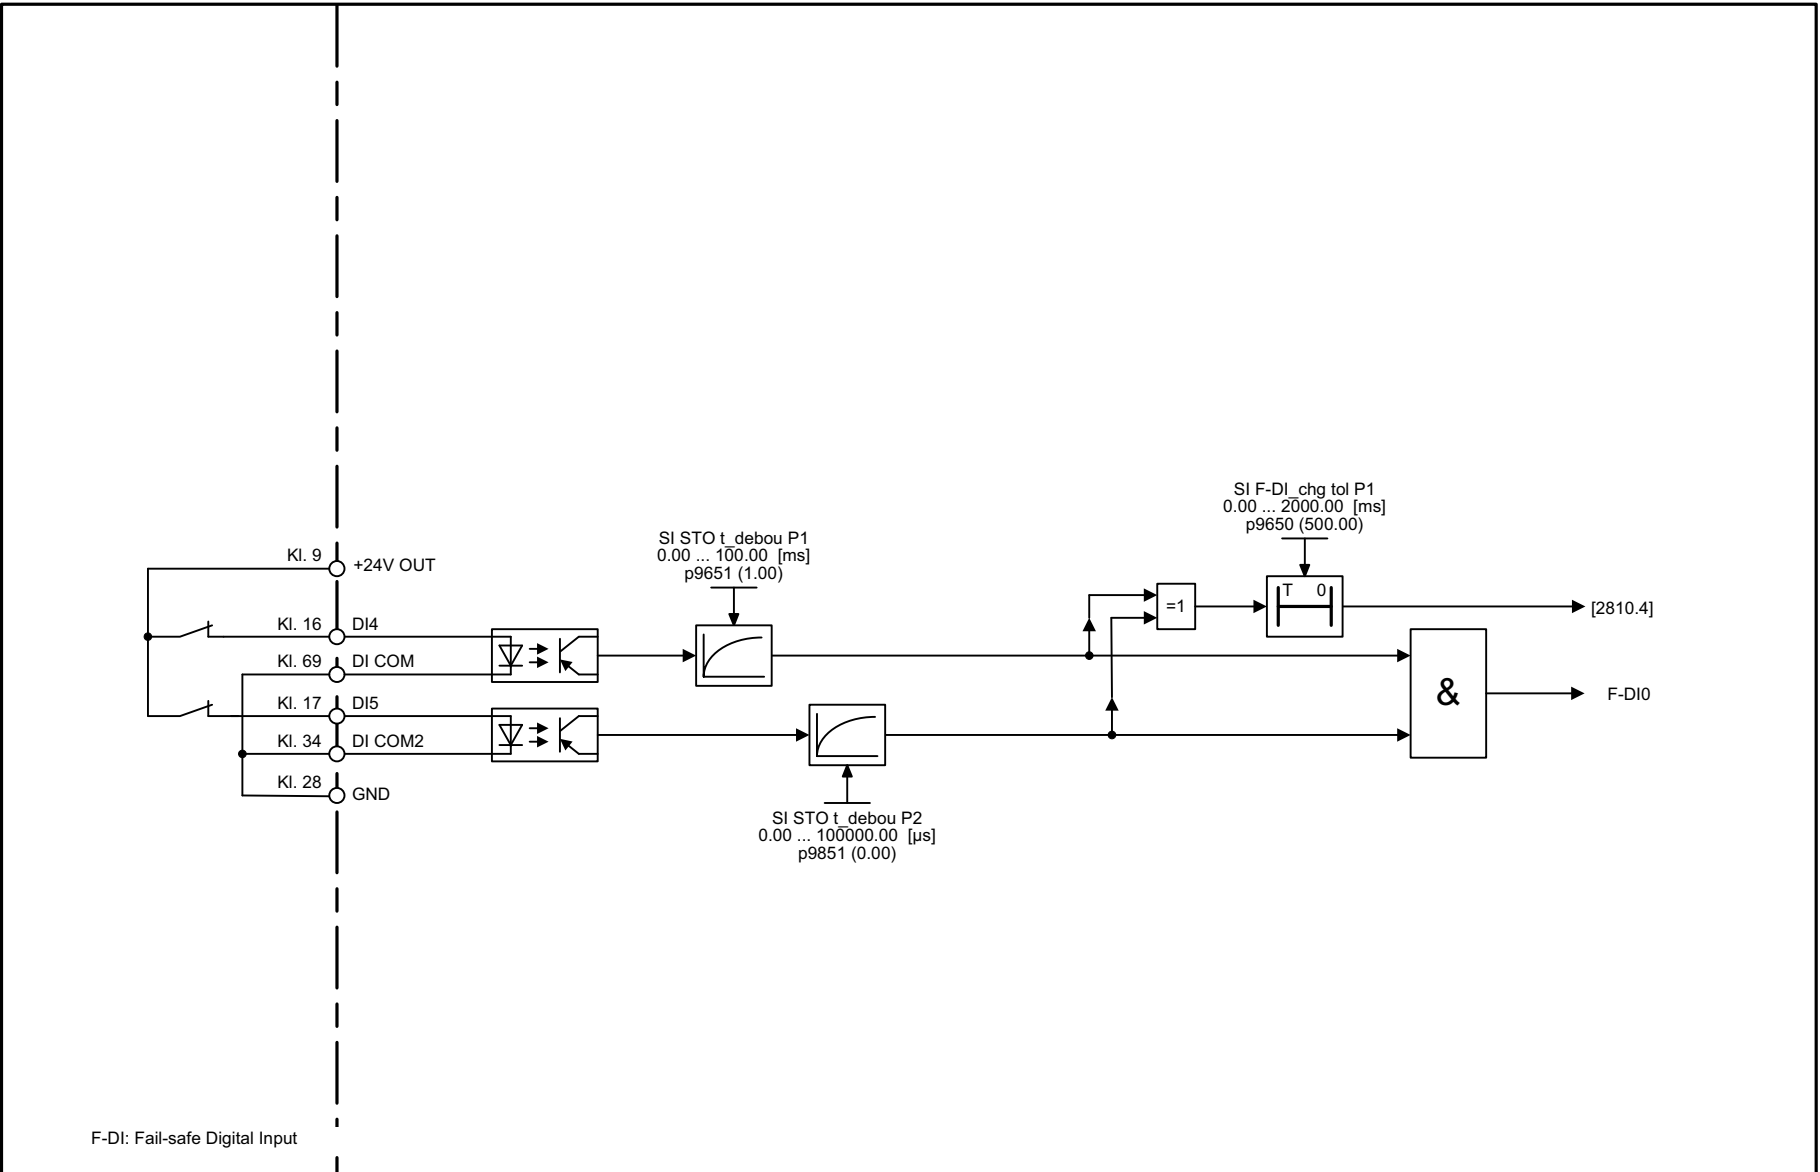 SI F-DI_chg tol P1
0.00 ... 2000.00 [ms]
p9650 (500.00)
SI STO t_debou P1
0.00 ... 100.00 [ms]
p9651 (1.00)
Kl. 9 +24V OUT
T 0
=1
[2810.4]
Kl. 16 DI4
Kl. 69 DI COM
&
F-DI0
Kl. 17 DI5
Kl. 34 DI COM2
Kl. 28 GND
SI STO t_debou P2
0.00 ... 100000.00 [µs]
p9851 (0.00)
F-DI: Fail-safe Digital Input